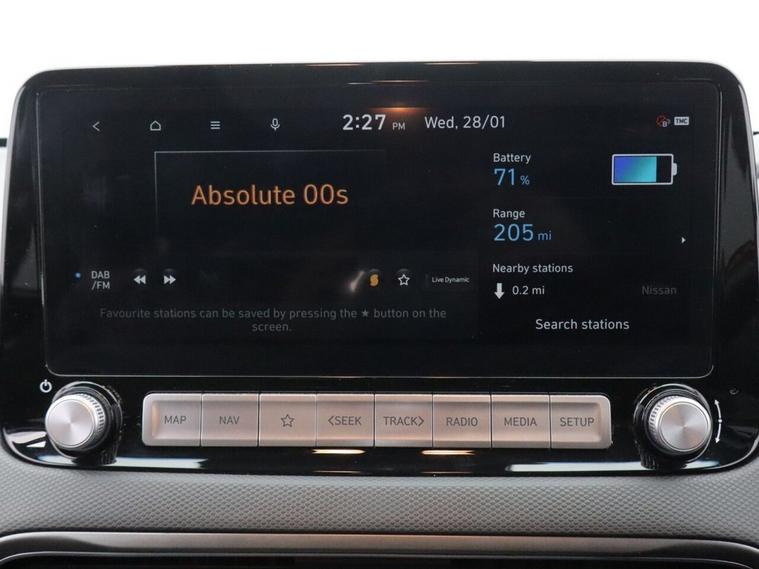 2:27 PM Wed, 28/01
TMC
Absolute 00s
Battery
71 %
Range
205 mi
Nearby stations
0.2 mi Nissan
Search stations
DAB
/FM
Live Dynamic
Favourite stations can be saved by pressing the ★ button on the
screen.
MAP NAV ☆ <SEEK TRACK> RADIO MEDIA SETUP